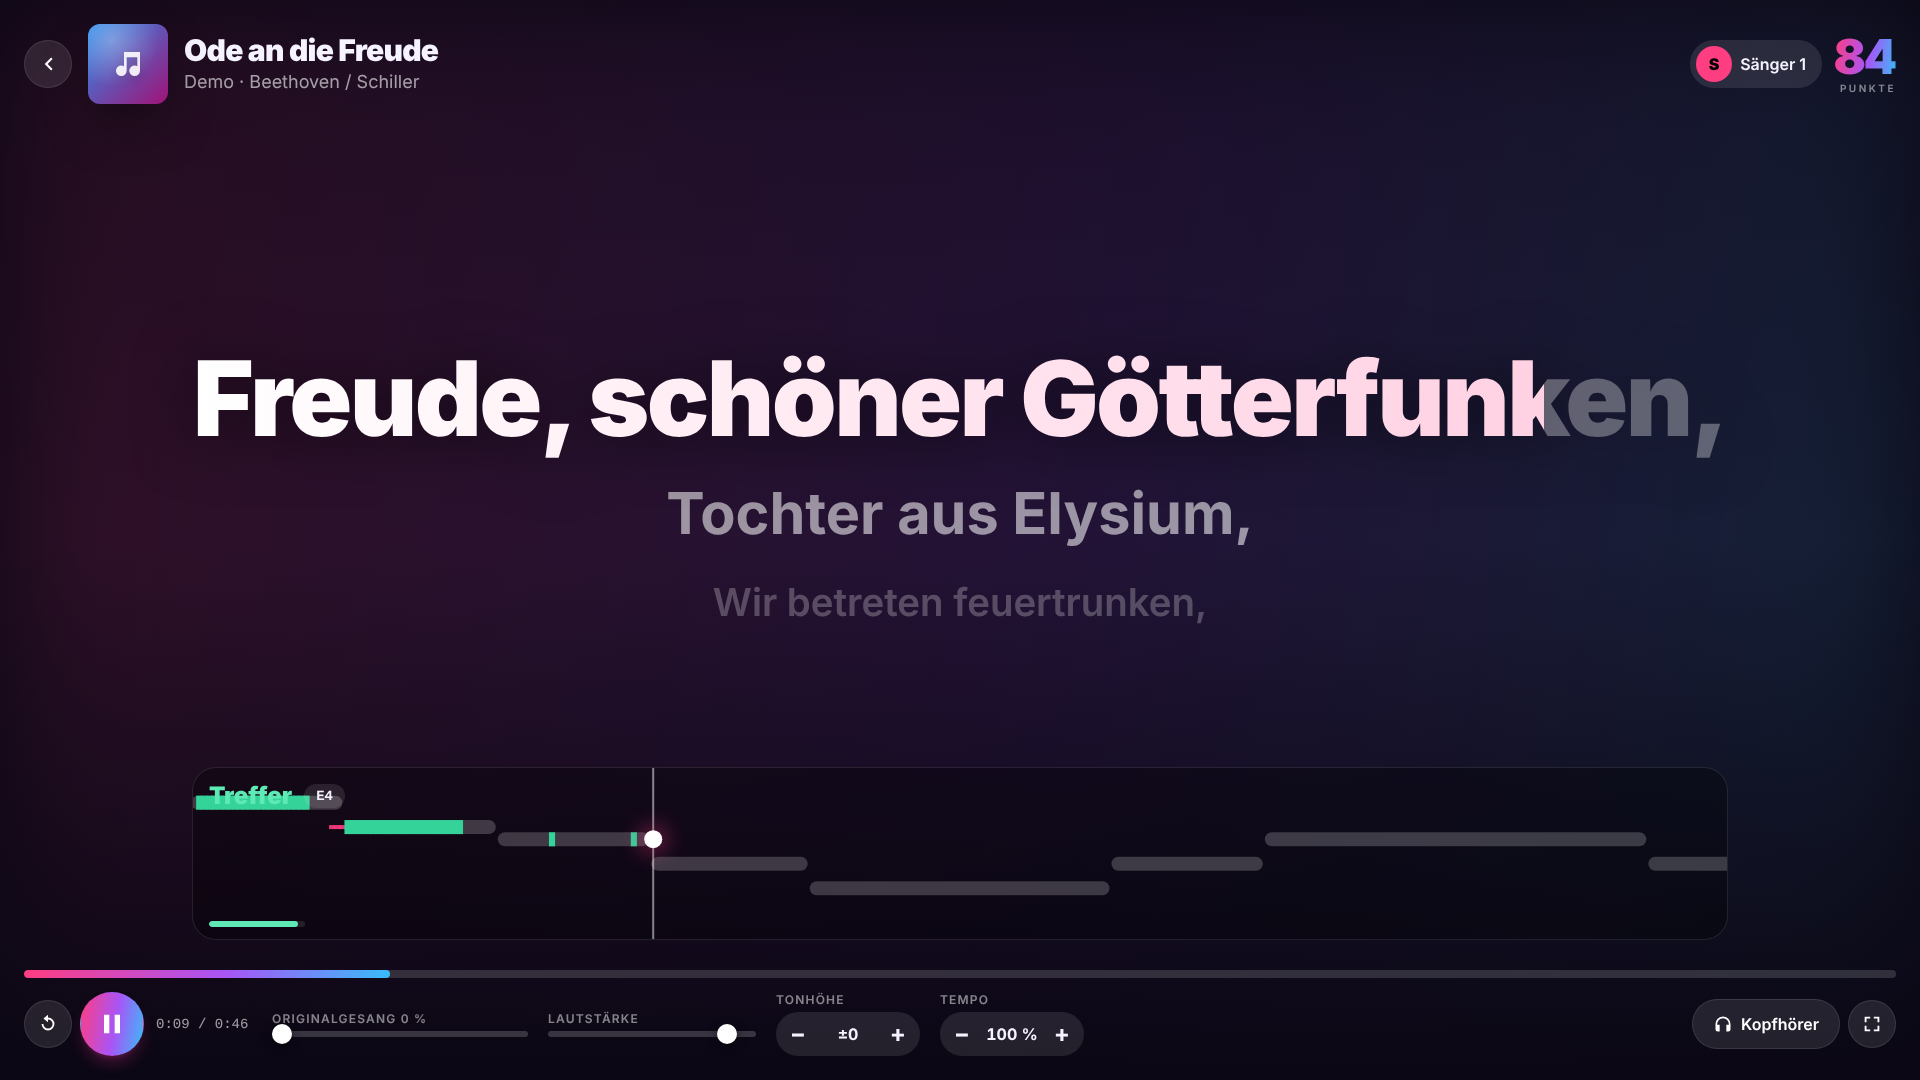 Ode an die Freude
Demo · Beethoven / Schiller
S Sänger 1
84
PUNKTE
Freude, schöner Götterfunken,
Tochter aus Elysium,
Wir betreten feuertrunken,
Treffer E4
0:09 / 0:46
ORIGINALGESANG 0 %
LAUTSTÄRKE
TONHÖHE
− ±0 +
TEMPO
− 100 % +
Kopfhörer